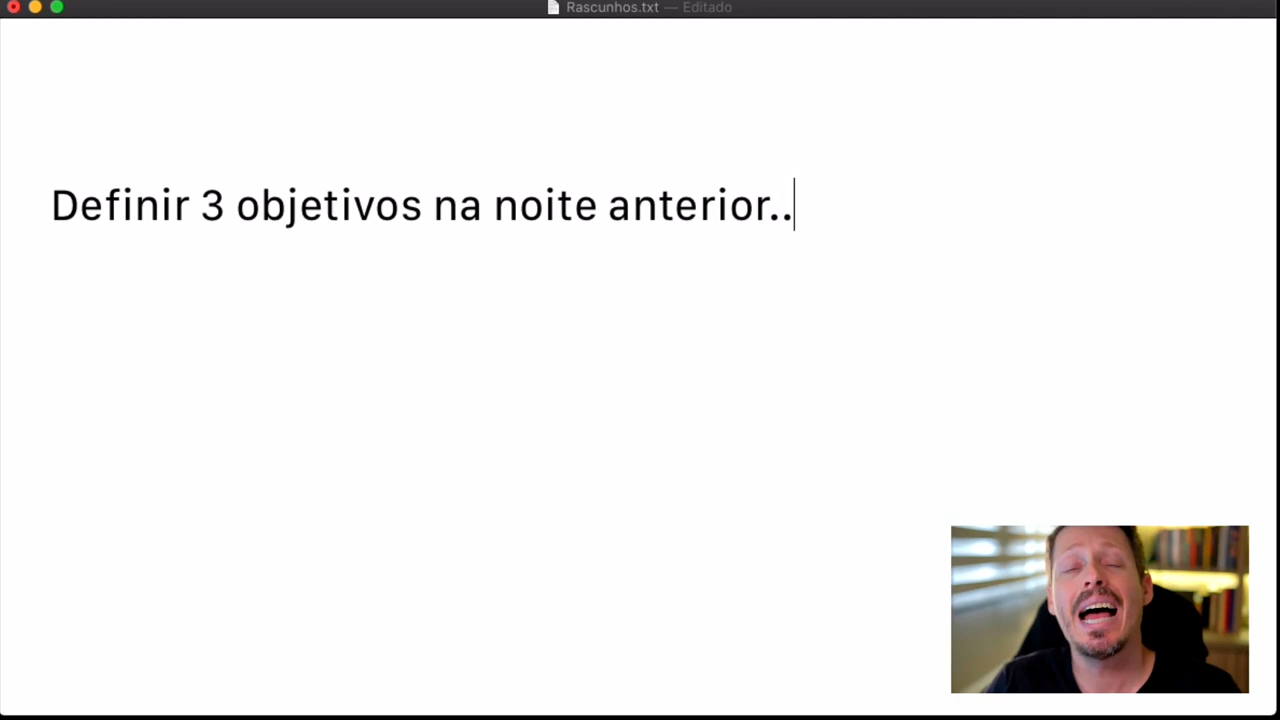 Rascunhos.txt — Editado
Definir 3 objetivos na noite anterior..